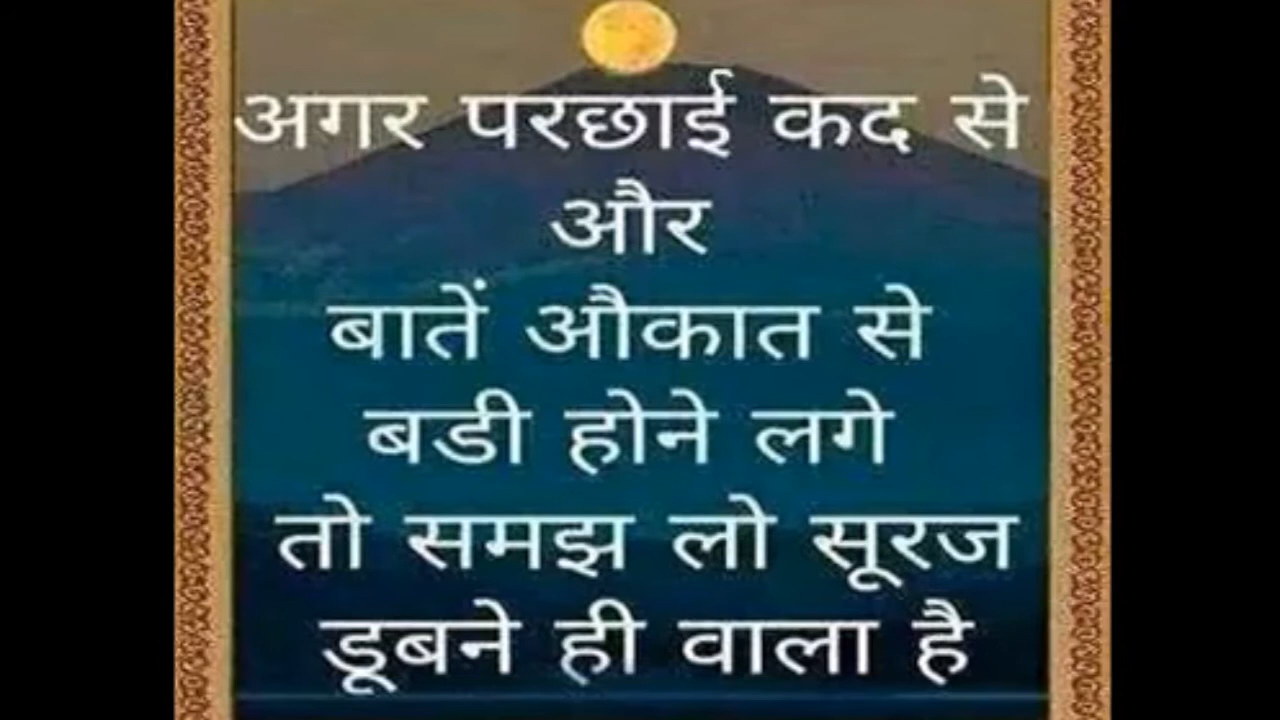 अगर परछाई कद से
और
बातें औकात से
बडी होने लगे
तो समझ लो सूरज
डूबने ही वाला है